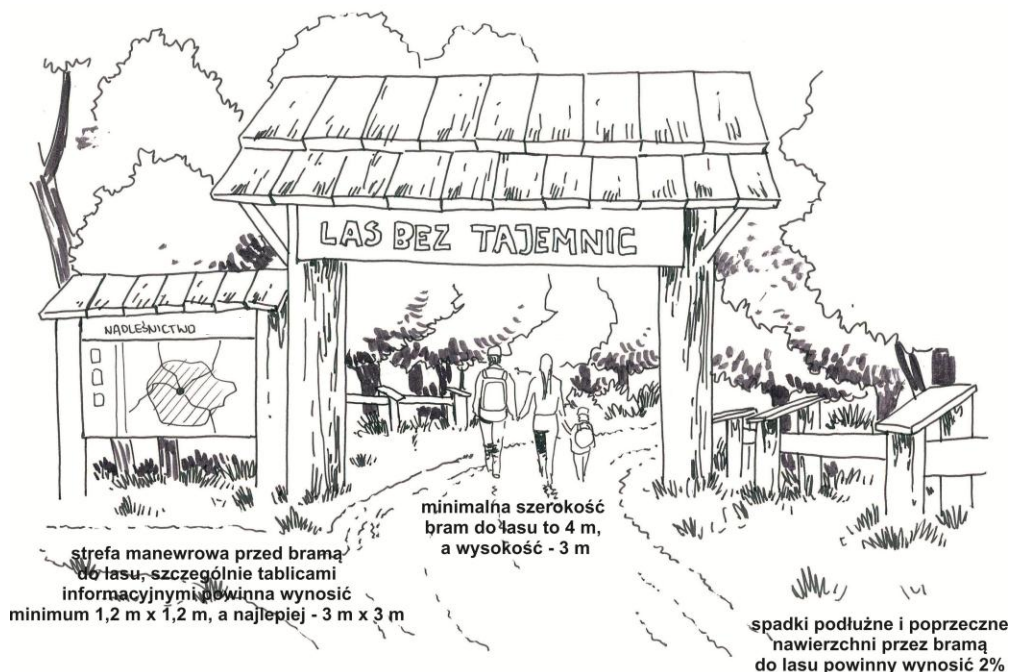 LAS BEZ TAJEMNIC
NADLEŚNICTWO
minimalna szerokość
bram do lasu to 4 m,
a wysokość - 3 m
strefa manewrowa przed bramą
do lasu, szczególnie tablicami
informacyjnymi powinna wynosić
minimum 1,2 m x 1,2 m, a najlepiej - 3 m x 3 m
spadki podłużne i poprzeczne
nawierzchni przez bramą
do lasu powinny wynosić 2%